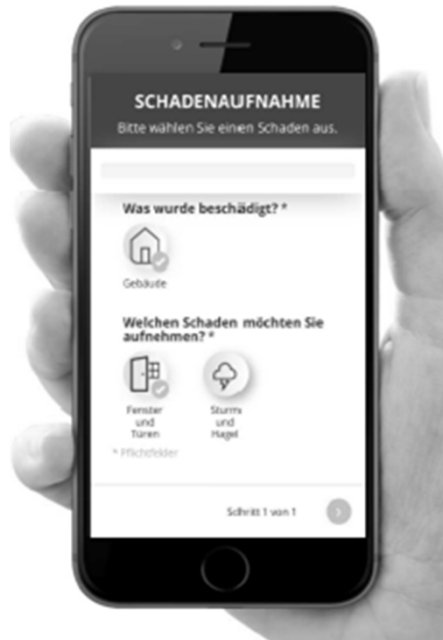 SCHADENAUFNAHME
Bitte wählen Sie einen Schaden aus.
Was wurde beschädigt? *
Gebäude
Welchen Schaden möchten Sie
aufnehmen? *
Fenster
und
Türen
Sturm
und
Hagel
* Pflichtfelder
Schritt 1 von 1